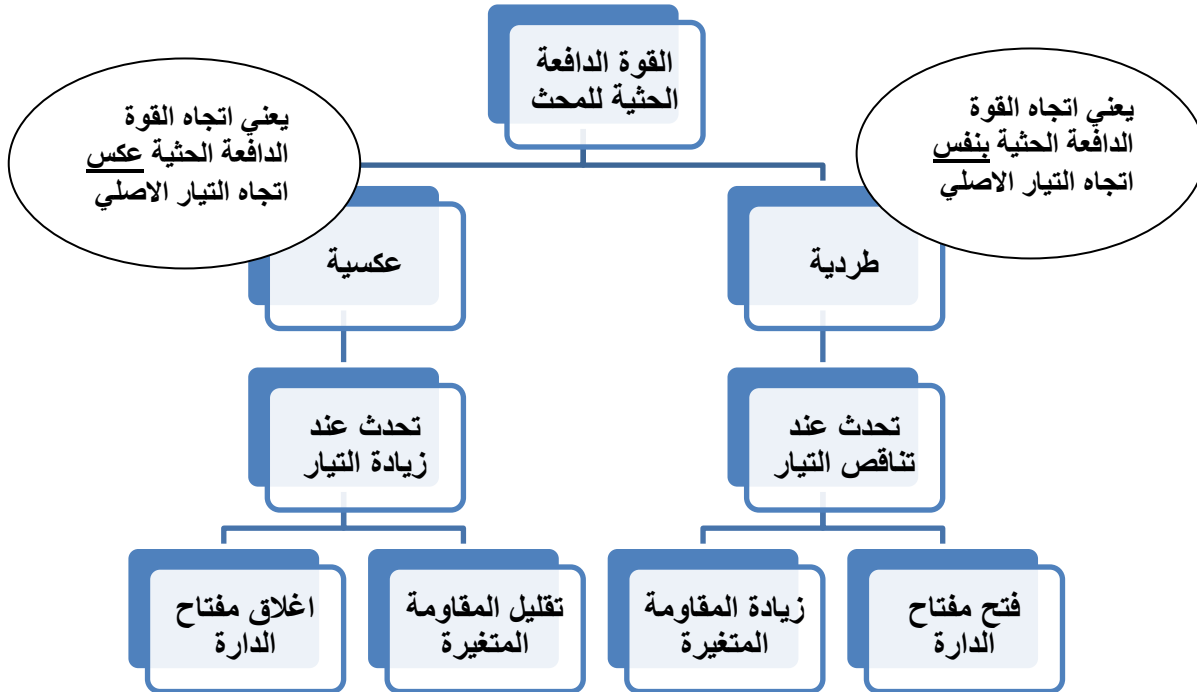 القوة الدافعة
الحثية للمحث
يعني اتجاه القوة
الدافعة الحثية بنفس
اتجاه التيار الاصلي
يعني اتجاه القوة
الدافعة الحثية عكس
اتجاه التيار الاصلي
طردية
عكسية
تحدث عند
تناقص التيار
تحدث عند
زيادة التيار
فتح مفتاح
الدارة
زيادة المقاومة
المتغيرة
تقليل المقاومة
المتغيرة
اغلاق مفتاح
الدارة